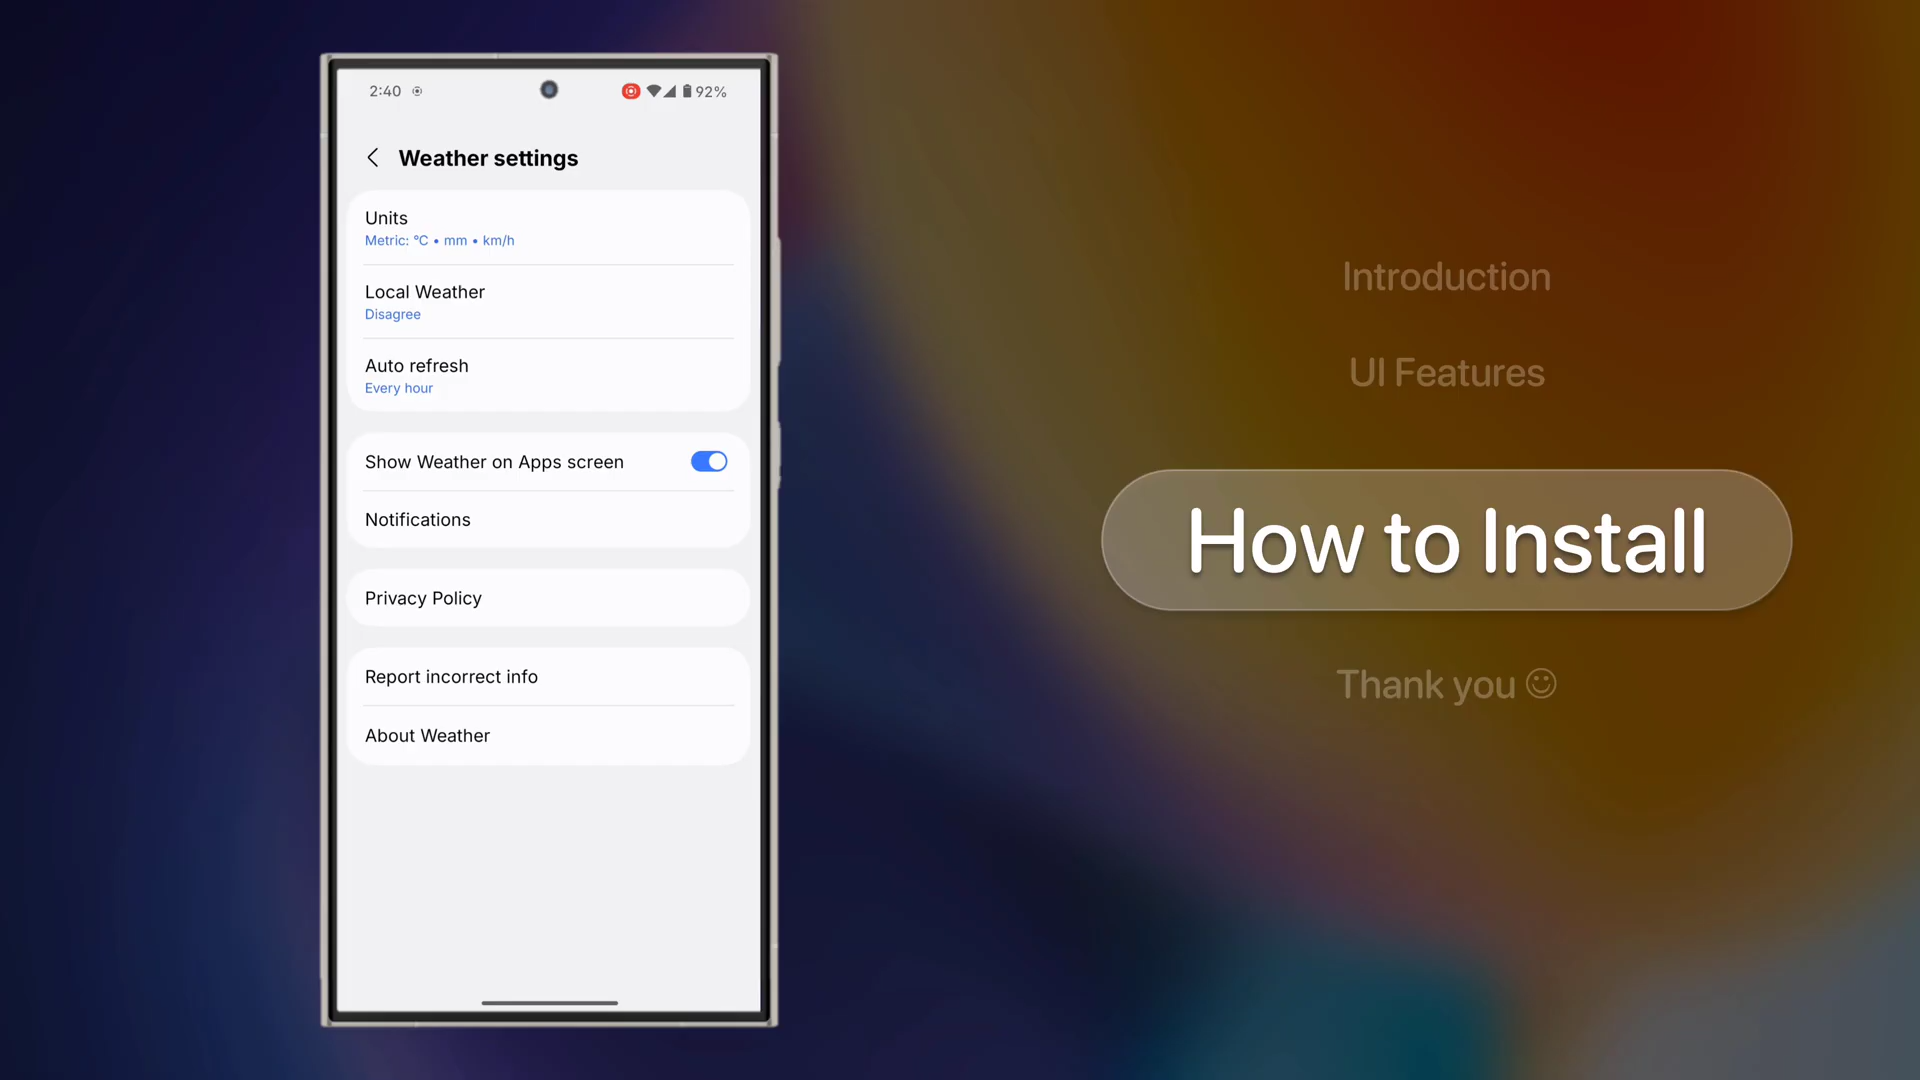 2:40
92%
Weather settings
Units
Metric: °C • mm • km/h
Local Weather
Disagree
Auto refresh
Every hour
Show Weather on Apps screen
Notifications
Privacy Policy
Report incorrect info
About Weather
Introduction
UI Features
How to Install
Thank you ☺